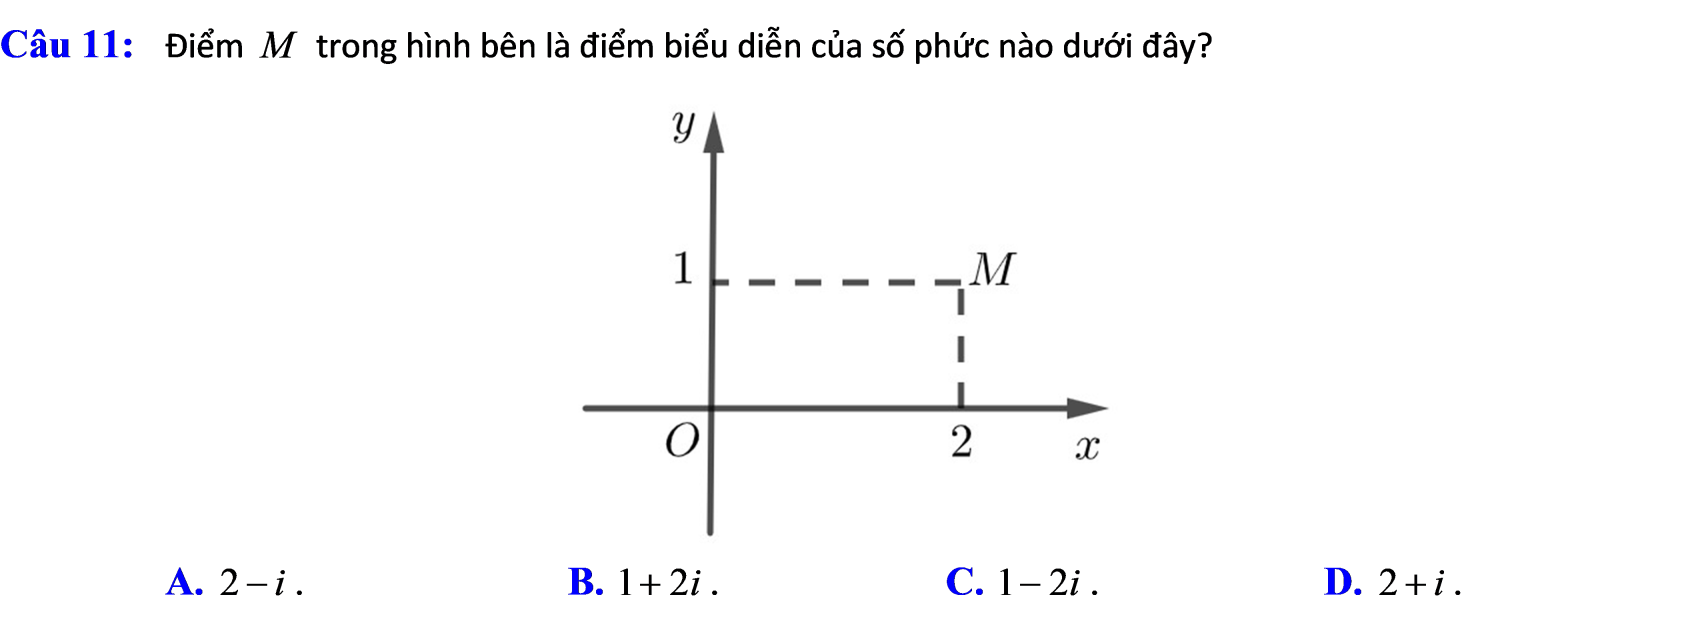 Câu 11: Điểm M trong hình bên là điểm biểu diễn của số phức nào dưới đây?
y
1 M
O 2 x
A. 2 − i . B. 1 + 2i . C. 1 − 2i . D. 2 + i .